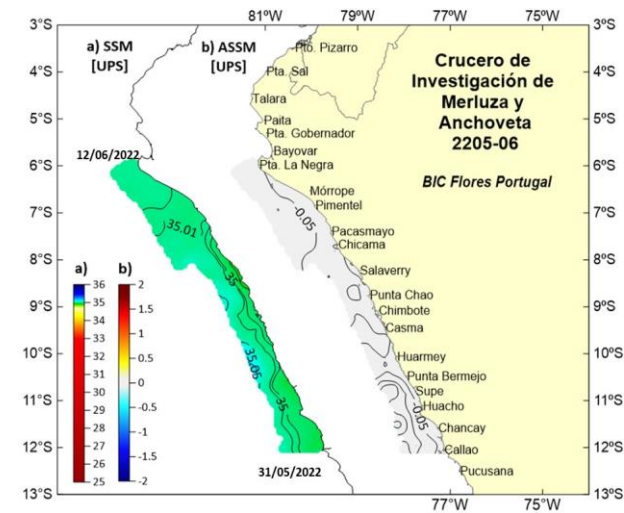 81°W 79°W 77°W 75°W
3°S 3°S
4°S 4°S
5°S 5°S
6°S 6°S
7°S 7°S
8°S 8°S
9°S 9°S
10°S 10°S
11°S 11°S
12°S 12°S
13°S 13°S
77°W 75°W
a) SSM
[UPS]
b) ASSM
[UPS]
Crucero de
Investigación de
Merluza y
Anchoveta
2205-06
BIC Flores Portugal
Pto. Pizarro
Pta. Sal
Talara
Paita
Pta. Gobernador
Bayovar
Pta. La Negra
Mórrope
Pimentel
Pacasmayo
Chicama
Salaverry
Punta Chao
Chimbote
Casma
Huarmey
Punta Bermejo
Supe
Huacho
Chancay
Callao
Pucusana
12/06/2022
31/05/2022
35.01
35
35.06
35
-0.05
-0.05
a) b)
36
35
34
33
32
31
30
29
28
27
26
25
2
1.5
1
0.5
0
-0.5
-1
-1.5
-2